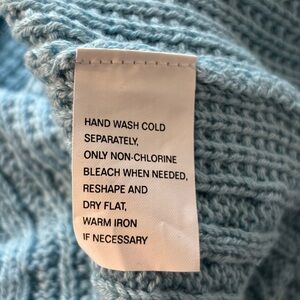 HAND WASH COLD
SEPARATELY,
ONLY NON-CHLORINE
BLEACH WHEN NEEDED,
RESHAPE AND
DRY FLAT,
WARM IRON
IF NECESSARY